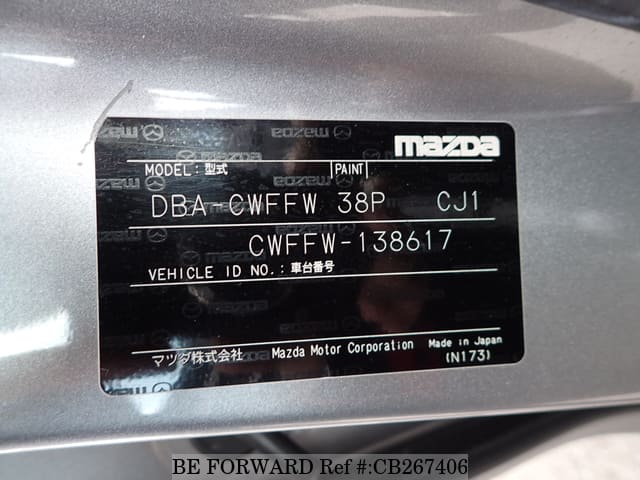 mazda
MODEL: 型式 PAINT
DBA-CWFFW 38P CJ1
CWFFW-138617
VEHICLE ID NO.: 車台番号
マツダ株式会社 Mazda Motor Corporation Made in Japan
(N173)
BE FORWARD Ref #:CB267406